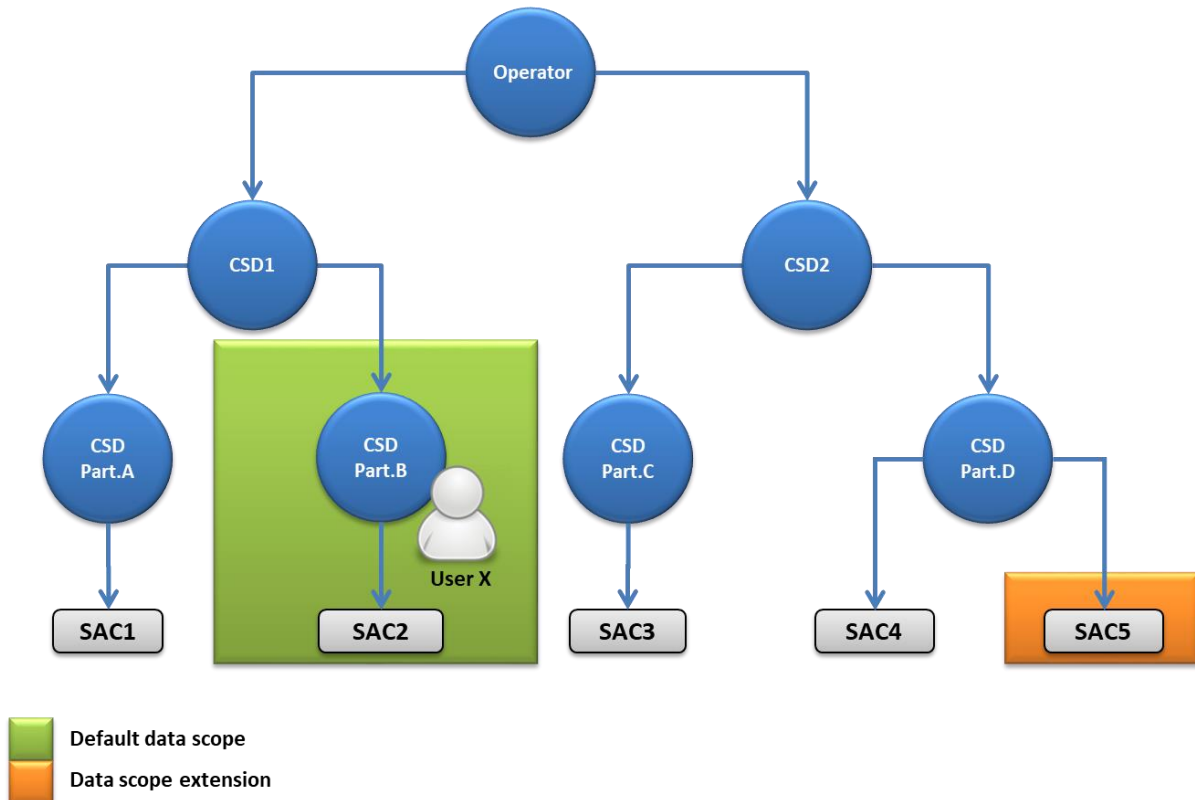 Operator
CSD1
CSD2
CSD
Part.A
CSD
Part.B
CSD
Part.C
CSD
Part.D
User X
SAC1
SAC2
SAC3
SAC4
SAC5
Default data scope
Data scope extension